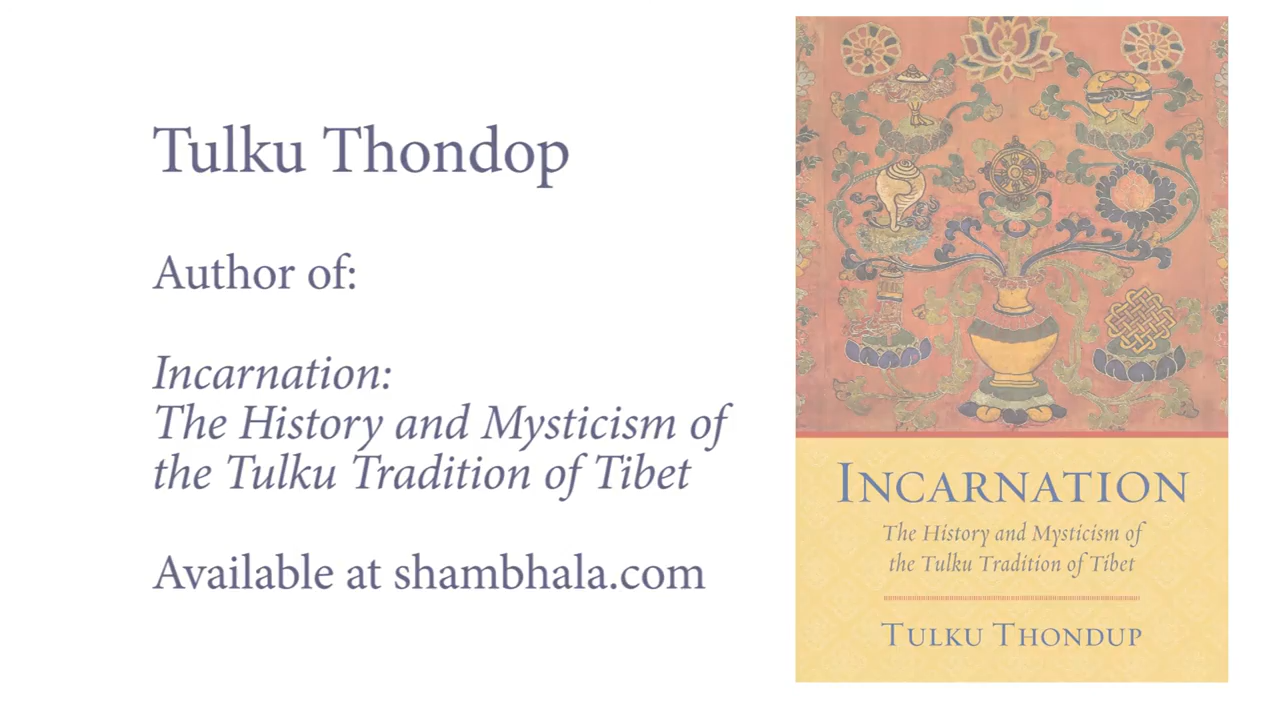 Tulku Thondop
Author of:
Incarnation:
The History and Mysticism of
the Tulku Tradition of Tibet
Available at shambhala.com
INCARNATION
The History and Mysticism of
the Tulku Tradition of Tibet
TULKU THONDUP